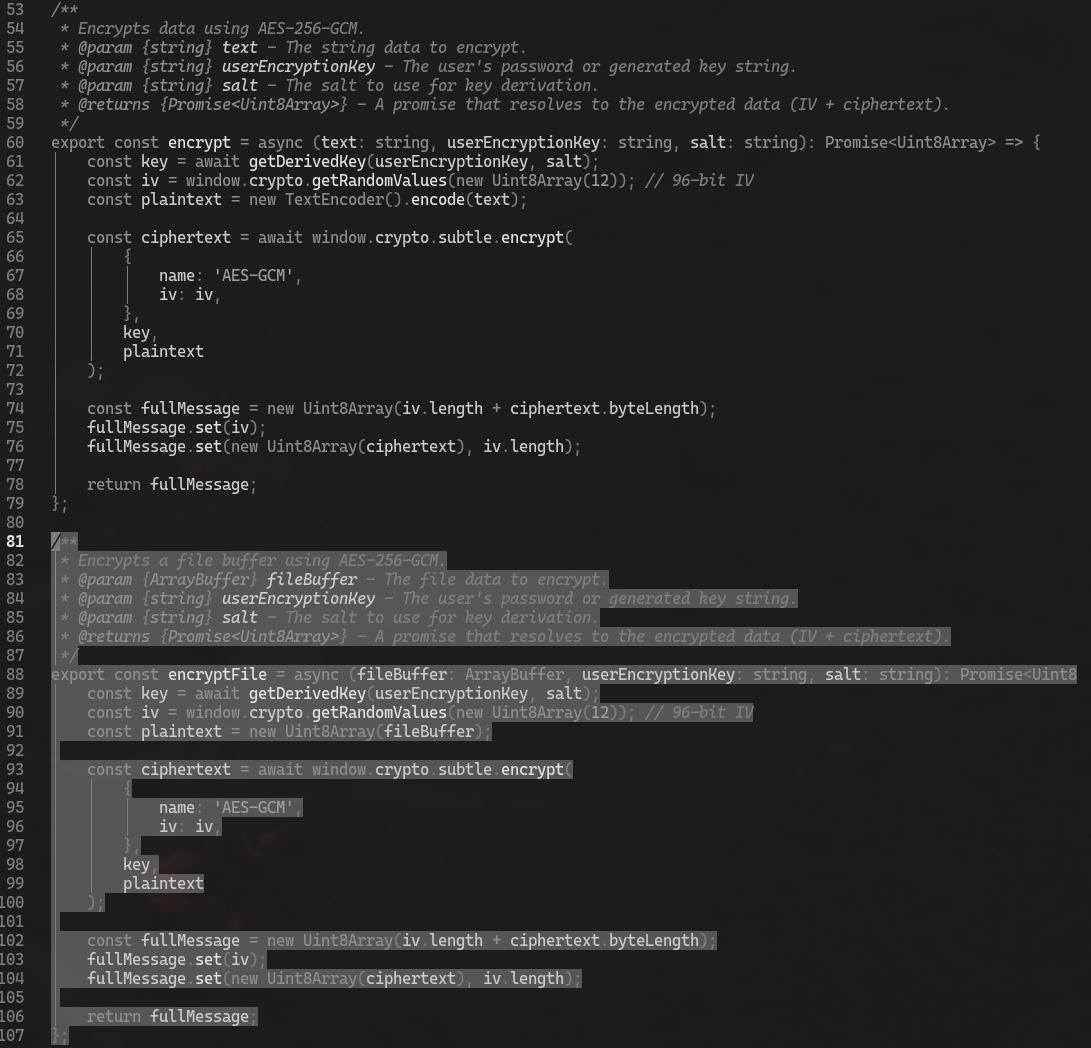 53 /**
54  * Encrypts data using AES-256-GCM.
55  * @param {string} text - The string data to encrypt.
56  * @param {string} userEncryptionKey - The user's password or generated key string.
57  * @param {string} salt - The salt to use for key derivation.
58  * @returns {Promise<Uint8Array>} - A promise that resolves to the encrypted data (IV + ciphertext).
59  */
60 export const encrypt = async (text: string, userEncryptionKey: string, salt: string): Promise<Uint8Array> => {
61     const key = await getDerivedKey(userEncryptionKey, salt);
62     const iv = window.crypto.getRandomValues(new Uint8Array(12)); // 96-bit IV
63     const plaintext = new TextEncoder().encode(text);
64
65     const ciphertext = await window.crypto.subtle.encrypt(
66         {
67             name: 'AES-GCM',
68             iv: iv,
69         },
70         key,
71         plaintext
72     );
73
74     const fullMessage = new Uint8Array(iv.length + ciphertext.byteLength);
75     fullMessage.set(iv);
76     fullMessage.set(new Uint8Array(ciphertext), iv.length);
77
78     return fullMessage;
79 };
80
81 /**
82  * Encrypts a file buffer using AES-256-GCM.
83  * @param {ArrayBuffer} fileBuffer - The file data to encrypt.
84  * @param {string} userEncryptionKey - The user's password or generated key string.
85  * @param {string} salt - The salt to use for key derivation.
86  * @returns {Promise<Uint8Array>} - A promise that resolves to the encrypted data (IV + ciphertext).
87  */
88 export const encryptFile = async (fileBuffer: ArrayBuffer, userEncryptionKey: string, salt: string): Promise<Uint8
89     const key = await getDerivedKey(userEncryptionKey, salt);
90     const iv = window.crypto.getRandomValues(new Uint8Array(12)); // 96-bit IV
91     const plaintext = new Uint8Array(fileBuffer);
92
93     const ciphertext = await window.crypto.subtle.encrypt(
94         {
95             name: 'AES-GCM',
96             iv: iv,
97         },
98         key,
99         plaintext
100     );
101
102     const fullMessage = new Uint8Array(iv.length + ciphertext.byteLength);
103     fullMessage.set(iv);
104     fullMessage.set(new Uint8Array(ciphertext), iv.length);
105
106     return fullMessage;
107 };